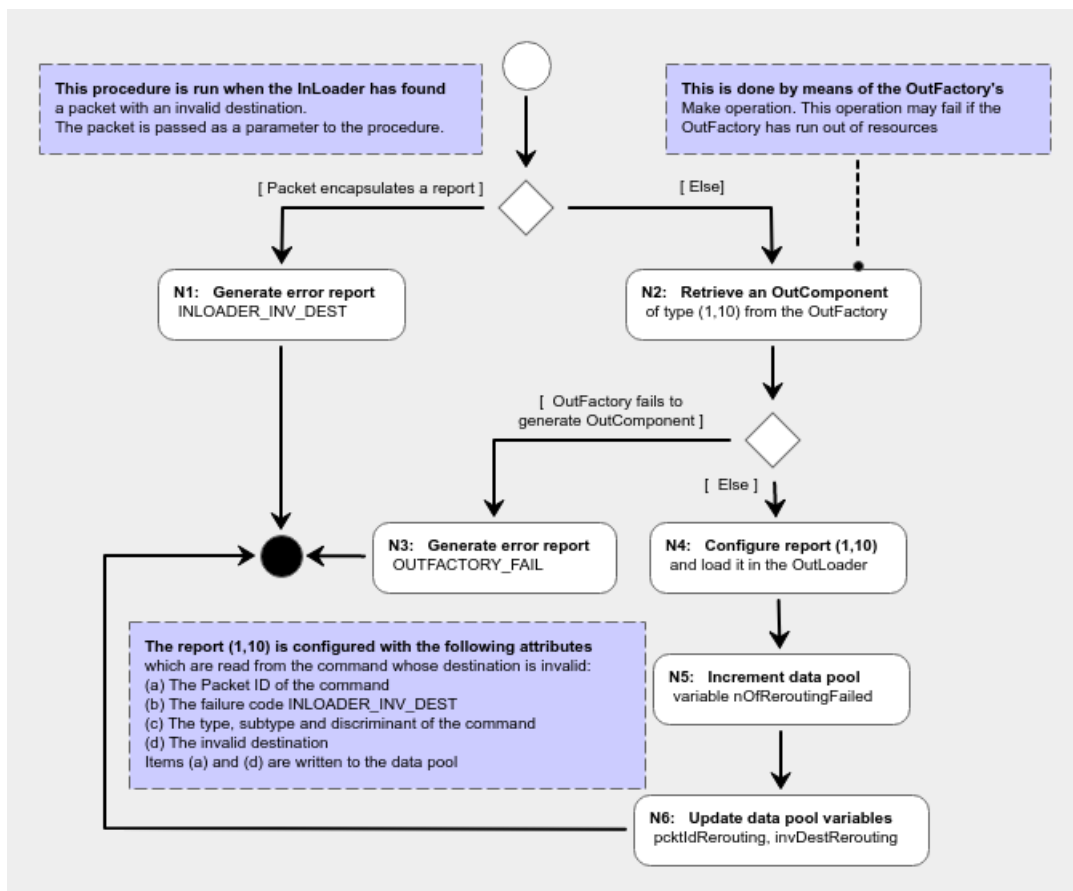 This procedure is run when the InLoader has found
a packet with an invalid destination.
The packet is passed as a parameter to the procedure.
This is done by means of the OutFactory's
Make operation. This operation may fail if the
OutFactory has run out of resources
[ Packet encapsulates a report ]
[ Else]
N1: Generate error report
INLOADER_INV_DEST
N2: Retrieve an OutComponent
of type (1,10) from the OutFactory
[ OutFactory fails to
generate OutComponent ]
[ Else ]
N3: Generate error report
OUTFACTORY_FAIL
N4: Configure report (1,10)
and load it in the OutLoader
The report (1,10) is configured with the following attributes
which are read from the command whose destination is invalid:
(a) The Packet ID of the command
(b) The failure code INLOADER_INV_DEST
(c) The type, subtype and discriminant of the command
(d) The invalid destination
Items (a) and (d) are written to the data pool
N5: Increment data pool
variable nOfReroutingFailed
N6: Update data pool variables
pcktIdRerouting, invDestRerouting